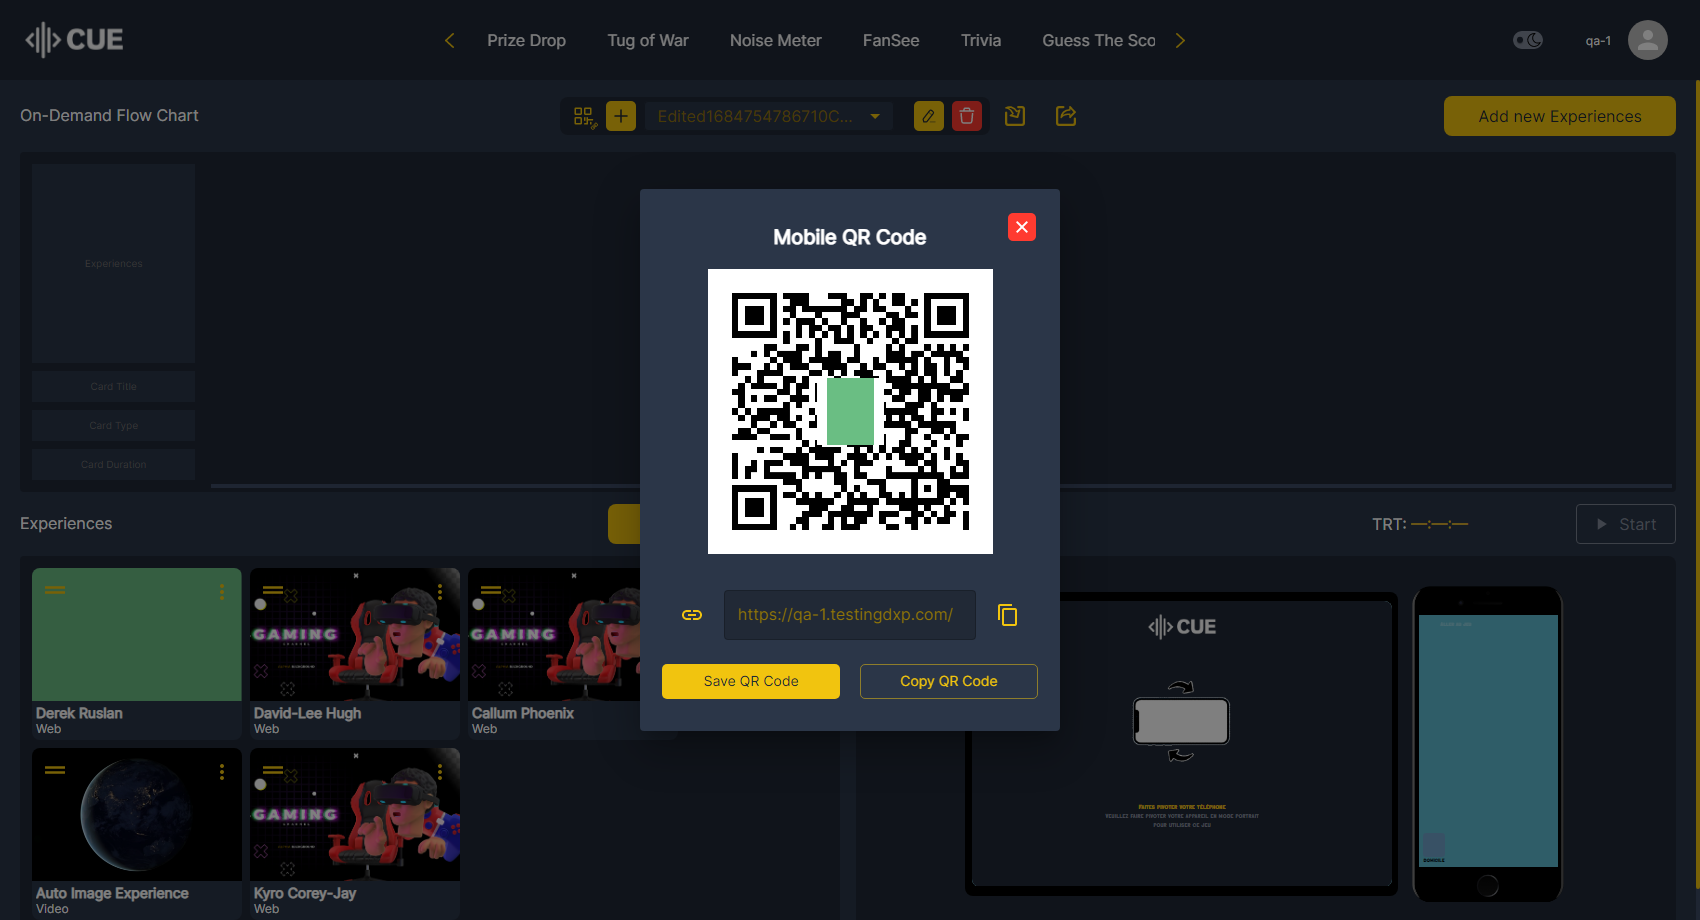 CUE
Prize Drop
Tug of War
Noise Meter
FanSee
Trivia
Guess The Sco
qa-1
On-Demand Flow Chart
Edited1684754786710C...
Add new Experiences
Experiences
Card Title
Card Type
Card Duration
Mobile QR Code
https://qa-1.testingdxp.com/
Save QR Code
Copy QR Code
Experiences
TRT: —:—:—
Start
Derek Ruslan
Web
GAMING
David-Lee Hugh
Web
GAMING
Callum Phoenix
Web
Auto Image Experience
Video
GAMING
Kyro Corey-Jay
Web
CUE
FAITES PIVOTER VOTRE TÉLÉPHONE
VEUILLEZ FAIRE PIVOTER VOTRE APPAREIL EN MODE PORTRAIT
POUR UTILISER CE JEU